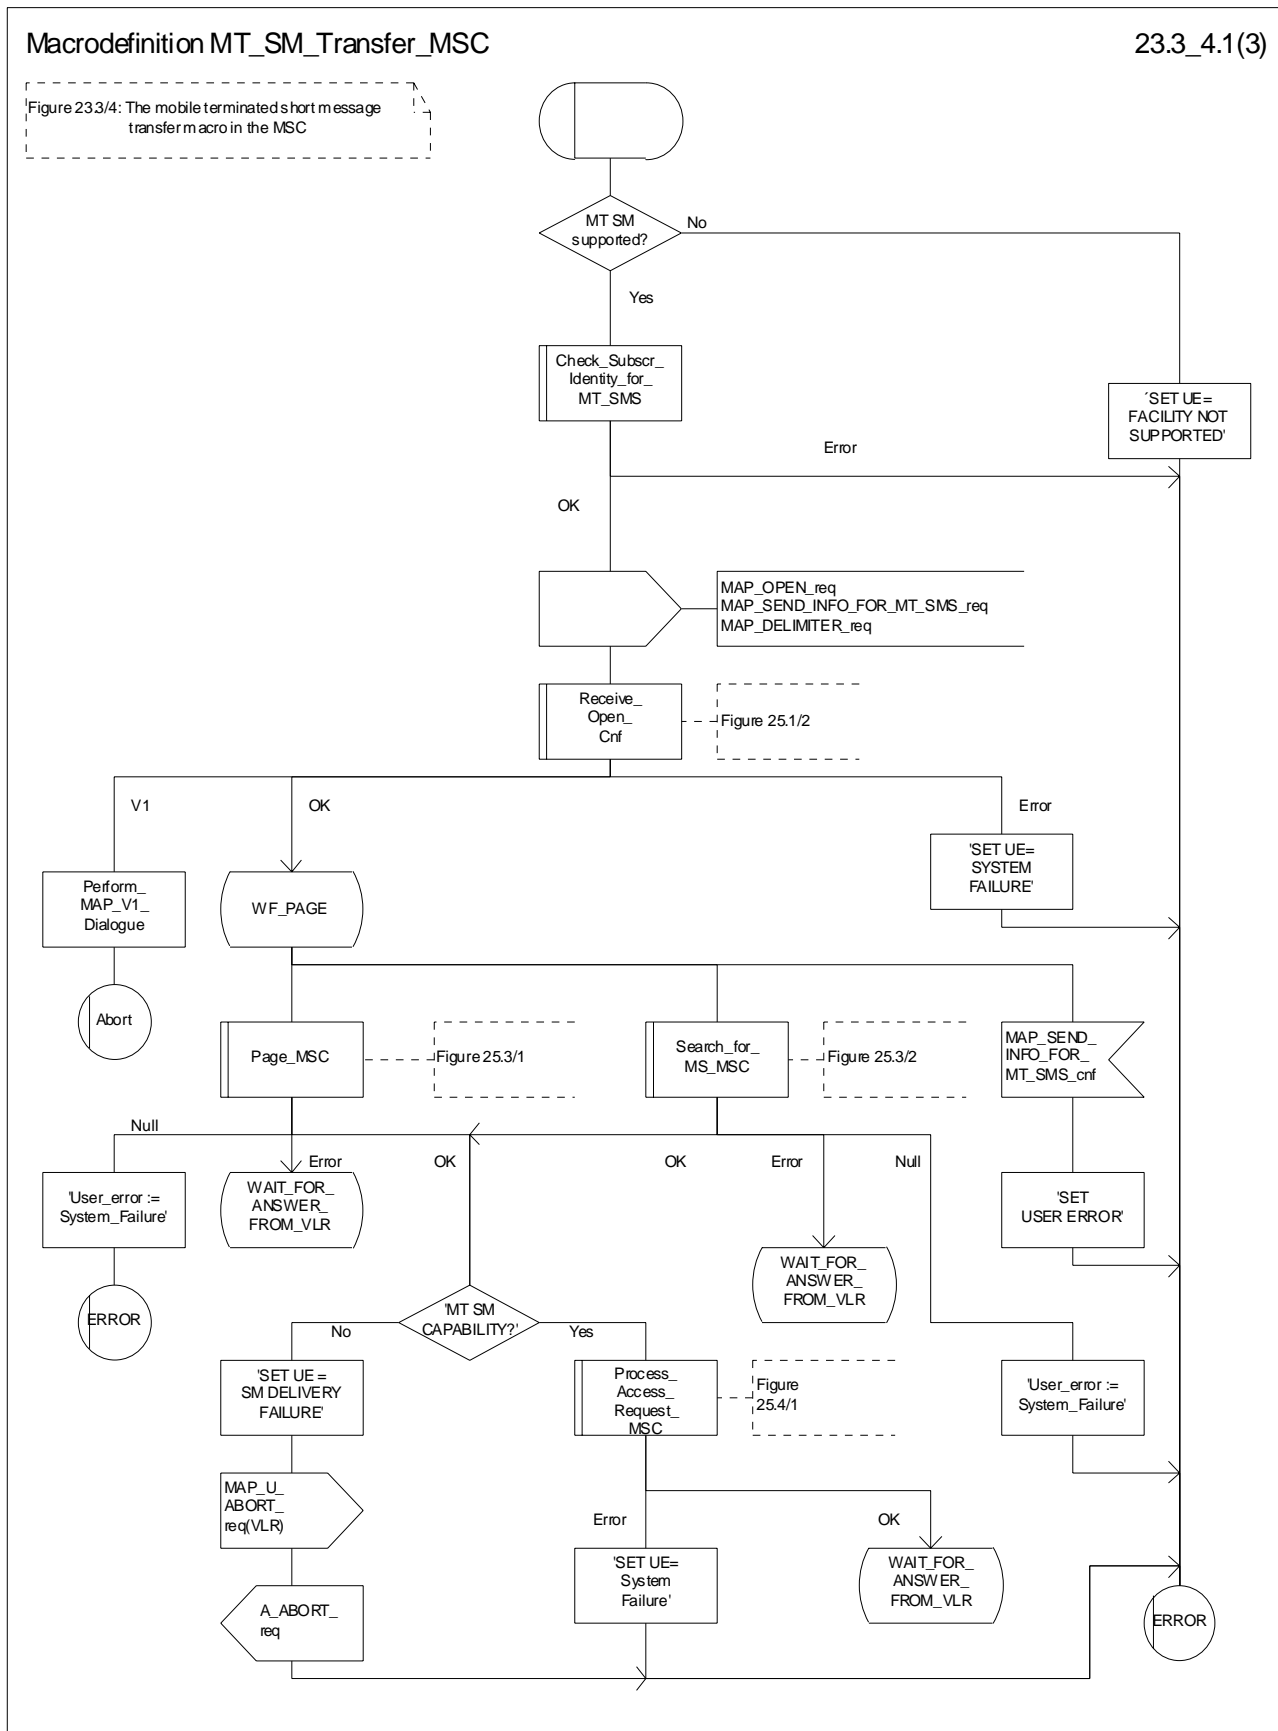 Macrodefinition MT_SM_Transfer_MSC
23.3_4.1(3)
Figure 23.3/4: The mobile terminated short message
transfer macro in the MSC
MT SM
supported?
No
Yes
Check_Subscr_
Identity_for_
MT_SMS
´SET UE=
FACILITY NOT
SUPPORTED'
Error
OK
MAP_OPEN_req
MAP_SEND_INFO_FOR_MT_SMS_req
MAP_DELIMITER_req
Receive_
Open_
Cnf
Figure 25.1/2
V1
OK
Error
Perform_
MAP_V1_
Dialogue
WF_PAGE
'SET UE=
SYSTEM
FAILURE'
Abort
Page_MSC
Figure 25.3/1
Search_for_
MS_MSC
Figure 25.3/2
MAP_SEND_
INFO_FOR_
MT_SMS_cnf
Null
Error
OK
OK
Error
Null
'User_error :=
System_Failure'
WAIT_FOR_
ANSWER_
FROM_VLR
'SET
USER ERROR'
WAIT_FOR_
ANSWER_
FROM_VLR
ERROR
'MT SM
CAPABILITY?'
No
Yes
'SET UE =
SM DELIVERY
FAILURE'
Process_
Access_
Request_
MSC
Figure
25.4/1
'User_error :=
System_Failure'
MAP_U_
ABORT_
req(VLR)
Error
OK
'SET UE=
System
Failure'
WAIT_FOR_
ANSWER_
FROM_VLR
A_ABORT_
req
ERROR